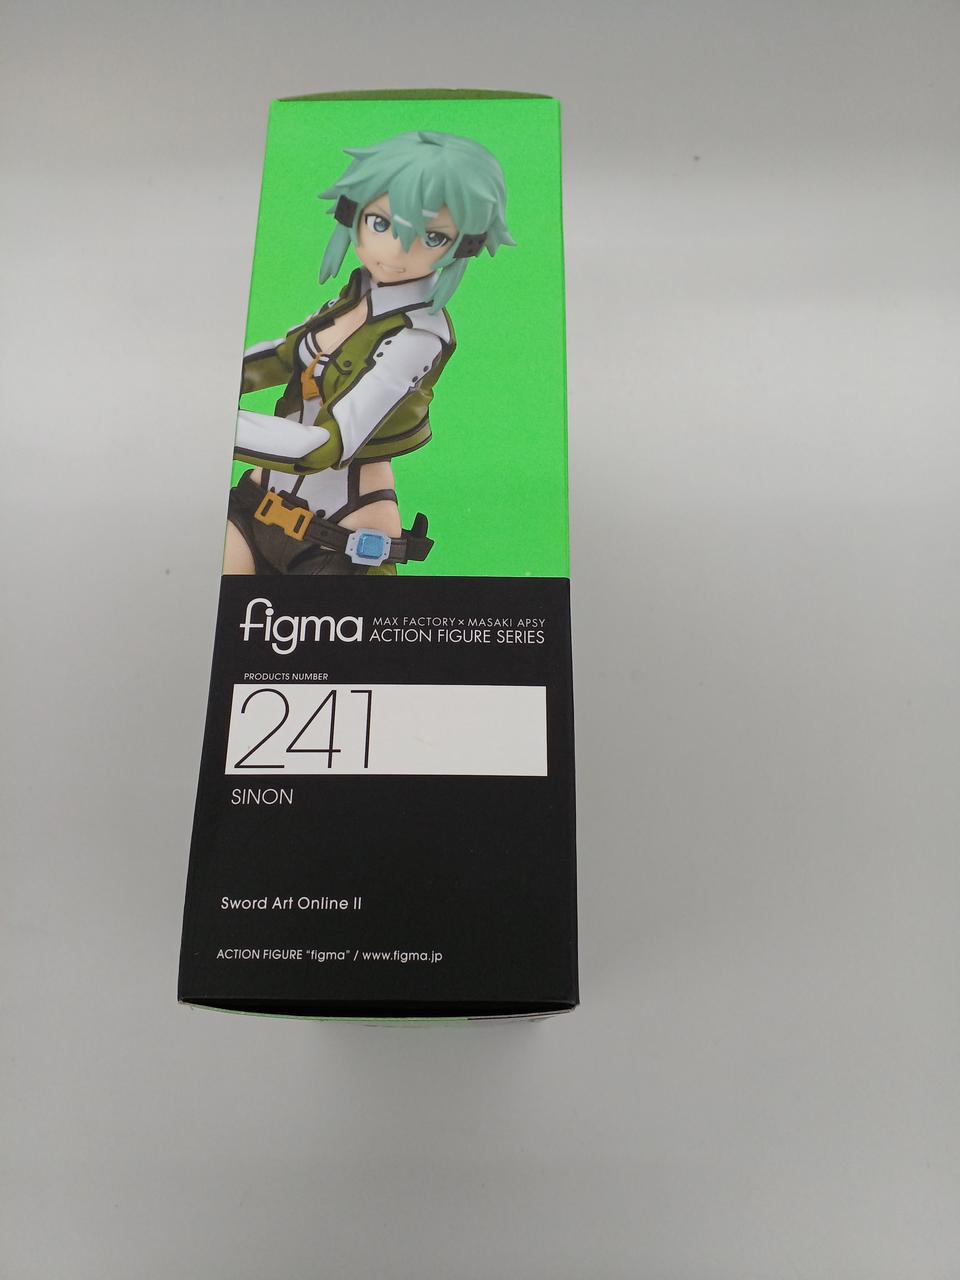 figma MAX FACTORY×MASAKI APSY
ACTION FIGURE SERIES
PRODUCTS NUMBER
241
SINON
Sword Art Online II
ACTION FIGURE “figma” / www.figma.jp